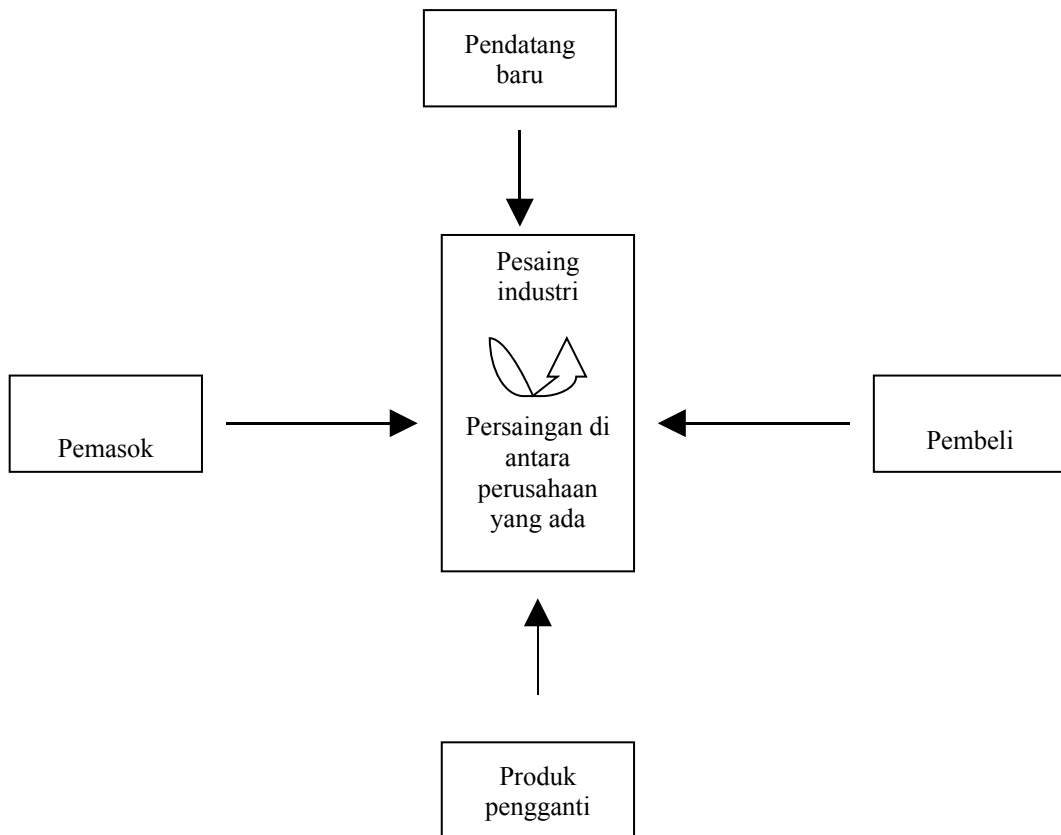 Pendatang
baru
Pesaing
industri
Pemasok
Persaingan di
antara
perusahaan
yang ada
Pembeli
Produk
pengganti